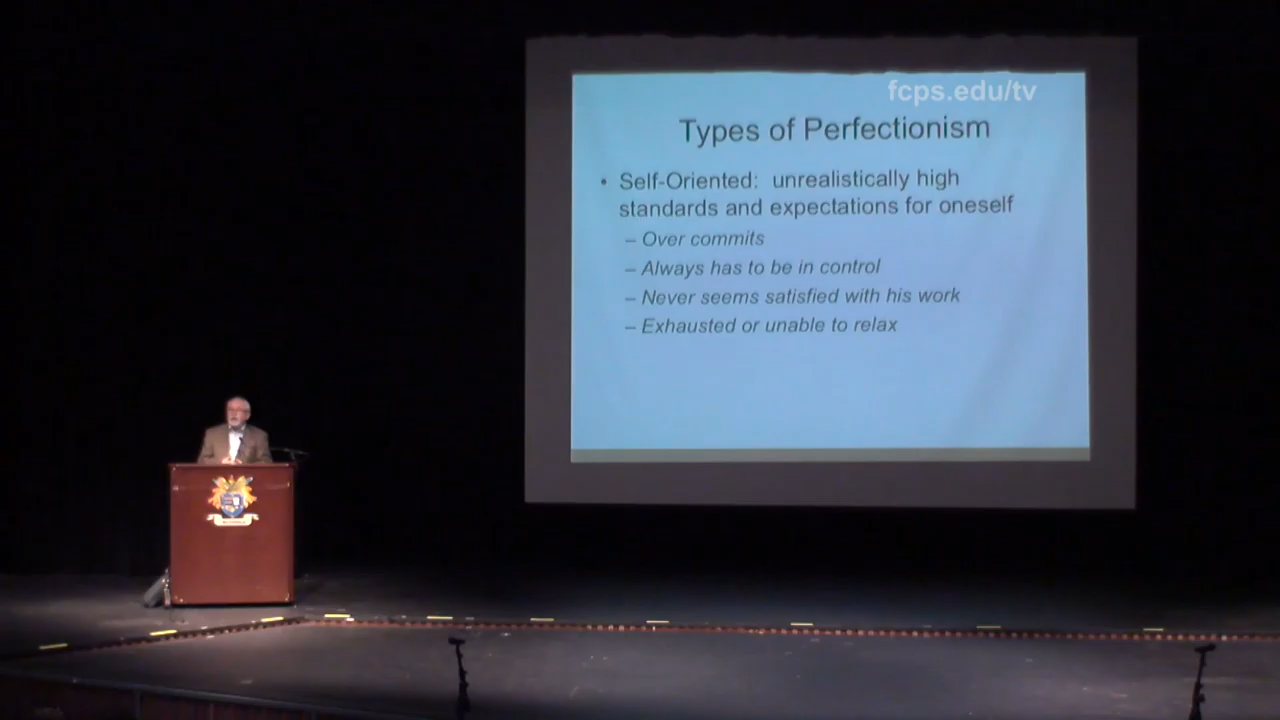 fcps.edu/tv
Types of Perfectionism
• Self-Oriented: unrealistically high
standards and expectations for oneself
– Over commits
– Always has to be in control
– Never seems satisfied with his work
– Exhausted or unable to relax